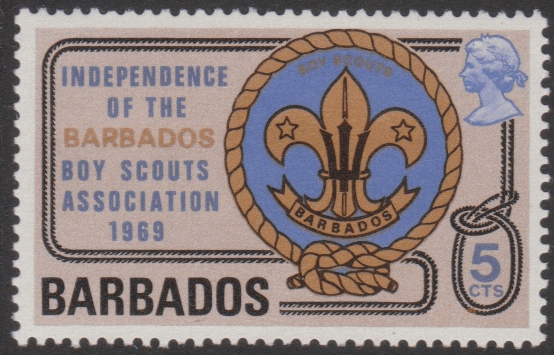 INDEPENDENCE
OF THE
BARBADOS
BOY SCOUTS
ASSOCIATION
1969
BOY SCOUTS
BARBADOS
5
CTS
BARBADOS